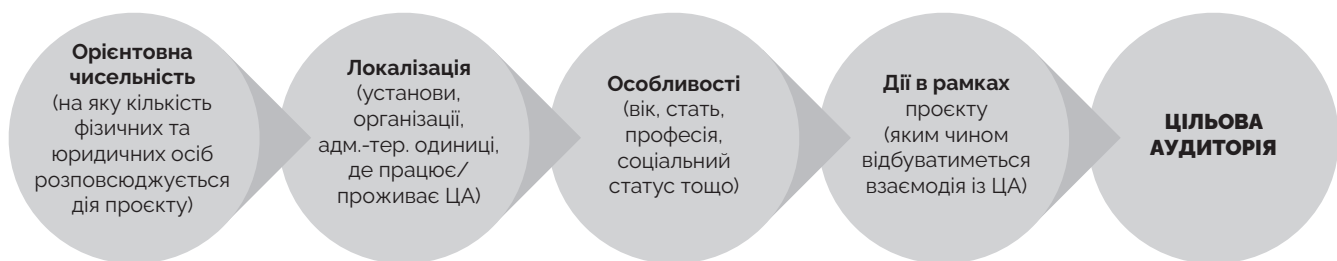 Орієнтовна
чисельність
(на яку кількість
фізичних та
юридичних осіб
розповсюджується
дія проєкту)
Локалізація
(установи,
організації,
адм.-тер. одиниці,
де працює/
проживає ЦА)
Особливості
(вік, стать,
професія,
соціальний
статус тощо)
Дії в рамках
проєкту
(яким чином
відбуватиметься
взаємодія із ЦА)
ЦІЛЬОВА
АУДИТОРІЯ